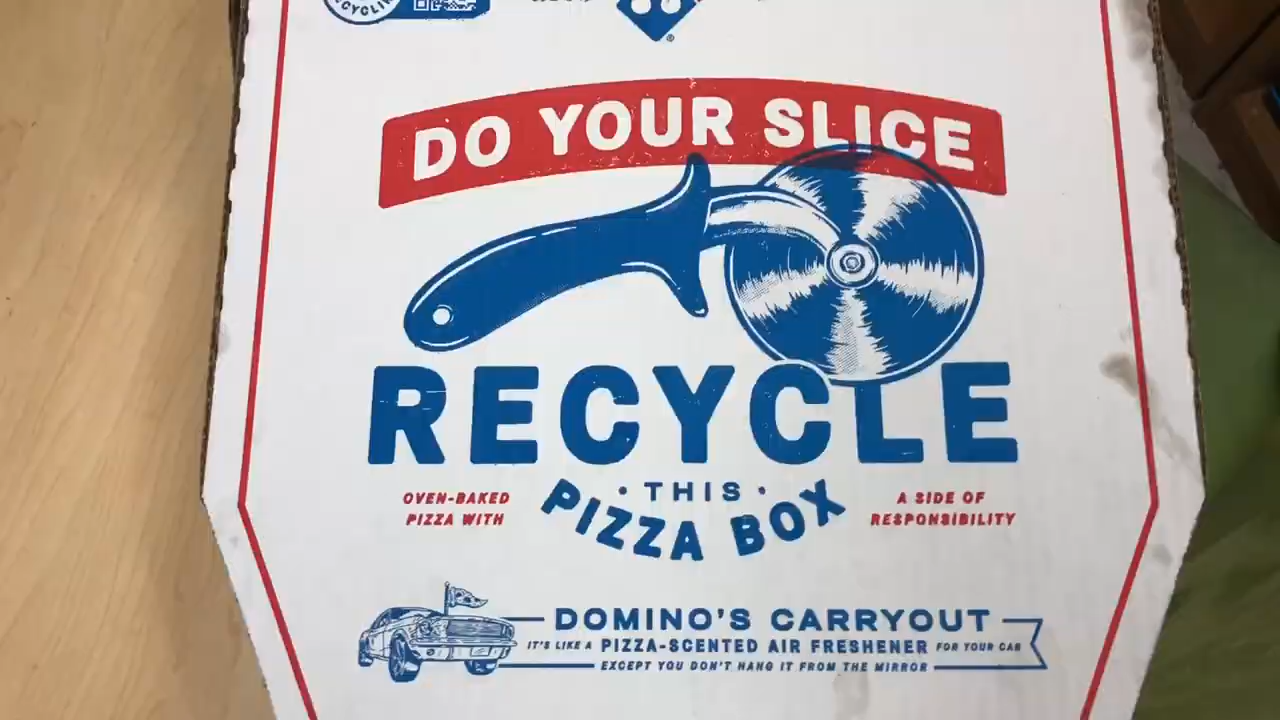 DO YOUR SLICE
RECYCLE
THIS
PIZZA BOX
OVEN-BAKED
PIZZA WITH
A SIDE OF
RESPONSIBILITY
DOMINO'S CARRYOUT
IT'S LIKE A PIZZA-SCENTED AIR FRESHENER FOR YOUR CAR
EXCEPT YOU DON'T HANG IT FROM THE MIRROR